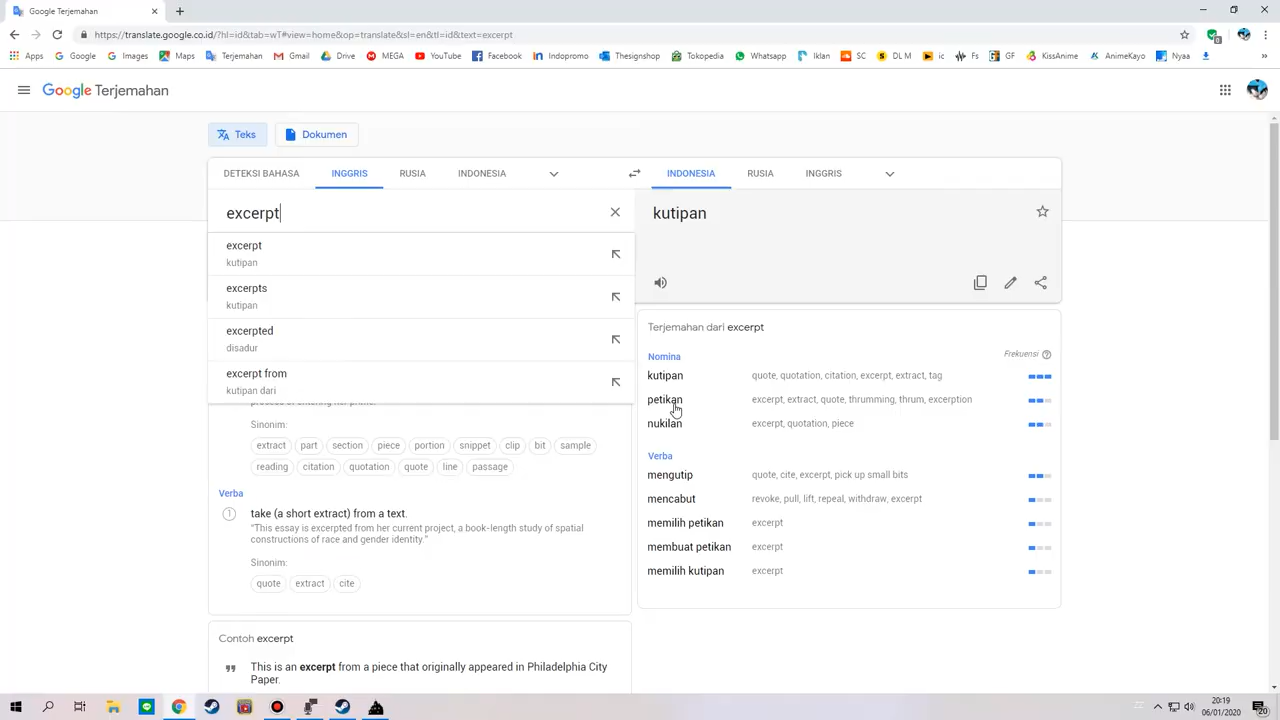 Google Terjemahan
https://translate.google.co.id/?hl=id&tab=wT#view=home&op=translate&sl=en&tl=id&text=excerpt
Apps Google Images Maps Terjemahan Gmail Drive MEGA YouTube Facebook Indopromo Thesignshop Tokopedia Whatsapp Iklan SC DL M ic Fs GF KissAnime AnimeKayo Nyaa »
Google Terjemahan
Teks Dokumen
DETEKSI BAHASA INGGRIS RUSIA INDONESIA
INDONESIA RUSIA INGGRIS
excerpt
kutipan
excerpt
kutipan
excerpts
kutipan
excerpted
disadur
excerpt from
kutipan dari
Sinonim:
extract part section piece portion snippet clip bit sample
reading citation quotation quote line passage
Verba
1 take (a short extract) from a text.
"This essay is excerpted from her current project, a book-length study of spatial
constructions of race and gender identity."
Sinonim:
quote extract cite
Contoh excerpt
This is an excerpt from a piece that originally appeared in Philadelphia City
Paper.
Terjemahan dari excerpt
Nomina Frekuensi
kutipan quote, quotation, citation, excerpt, extract, tag
petikan excerpt, extract, quote, thrumming, thrum, excerption
nukilan excerpt, quotation, piece
Verba
mengutip quote, cite, excerpt, pick up small bits
mencabut revoke, pull, lift, repeal, withdraw, excerpt
memilih petikan excerpt
membuat petikan excerpt
memilih kutipan excerpt
20:19
06/01/2020
20